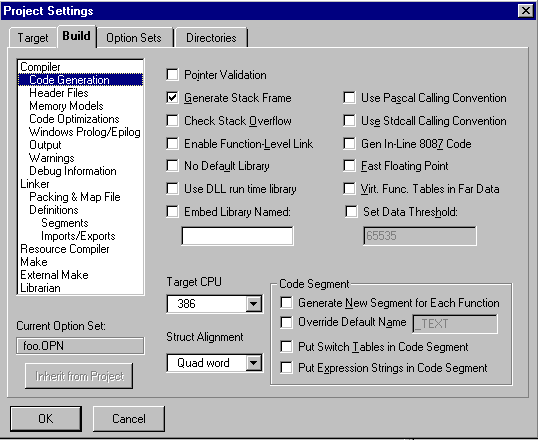 Project Settings
Target
Build
Option Sets
Directories
Compiler
Code Generation
Header Files
Memory Models
Code Optimizations
Windows Prolog/Epilog
Output
Warnings
Debug Information
Linker
Packing & Map File
Definitions
Segments
Imports/Exports
Resource Compiler
Make
External Make
Librarian
Current Option Set:
foo.OPN
Inherit from Project
Pointer Validation
Generate Stack Frame
Check Stack Overflow
Enable Function-Level Link
No Default Library
Use DLL run time library
Embed Library Named:
Use Pascal Calling Convention
Use Stdcall Calling Convention
Gen In-Line 8087 Code
Fast Floating Point
Virt. Func. Tables in Far Data
Set Data Threshold:
65535
Target CPU
386
Struct Alignment
Quad word
Code Segment
Generate New Segment for Each Function
Override Default Name _TEXT
Put Switch Tables in Code Segment
Put Expression Strings in Code Segment
OK
Cancel